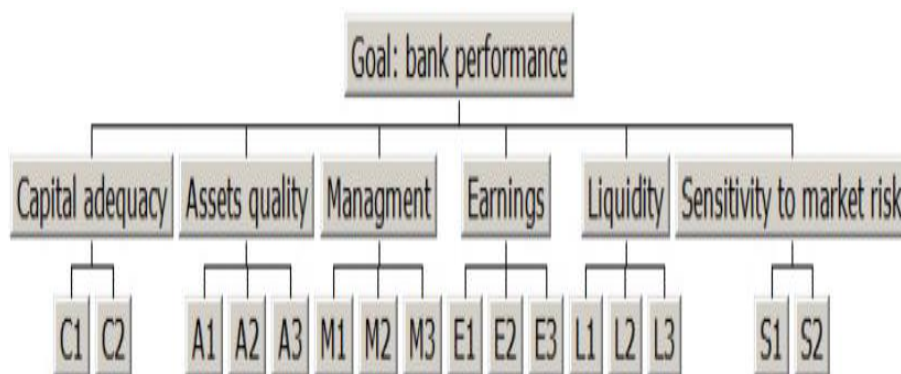 Goal: bank performance
Capital adequacy Assets quality Managment Earnings Liquidity Sensitivity to market risk
C1 C2 A1 A2 A3 M1 M2 M3 E1 E2 E3 L1 L2 L3 S1 S2